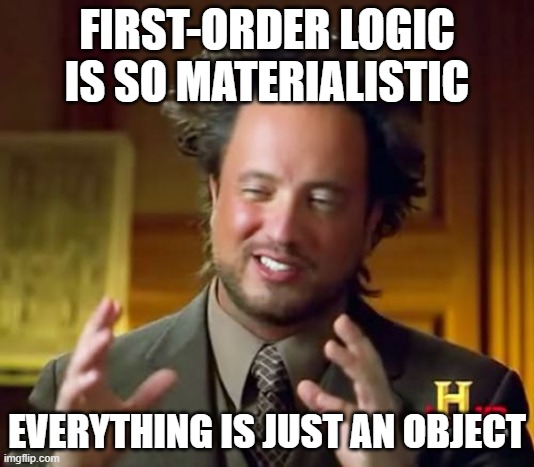 FIRST-ORDER LOGIC
IS SO MATERIALISTIC
H
EVERYTHING IS JUST AN OBJECT
imgflip.com